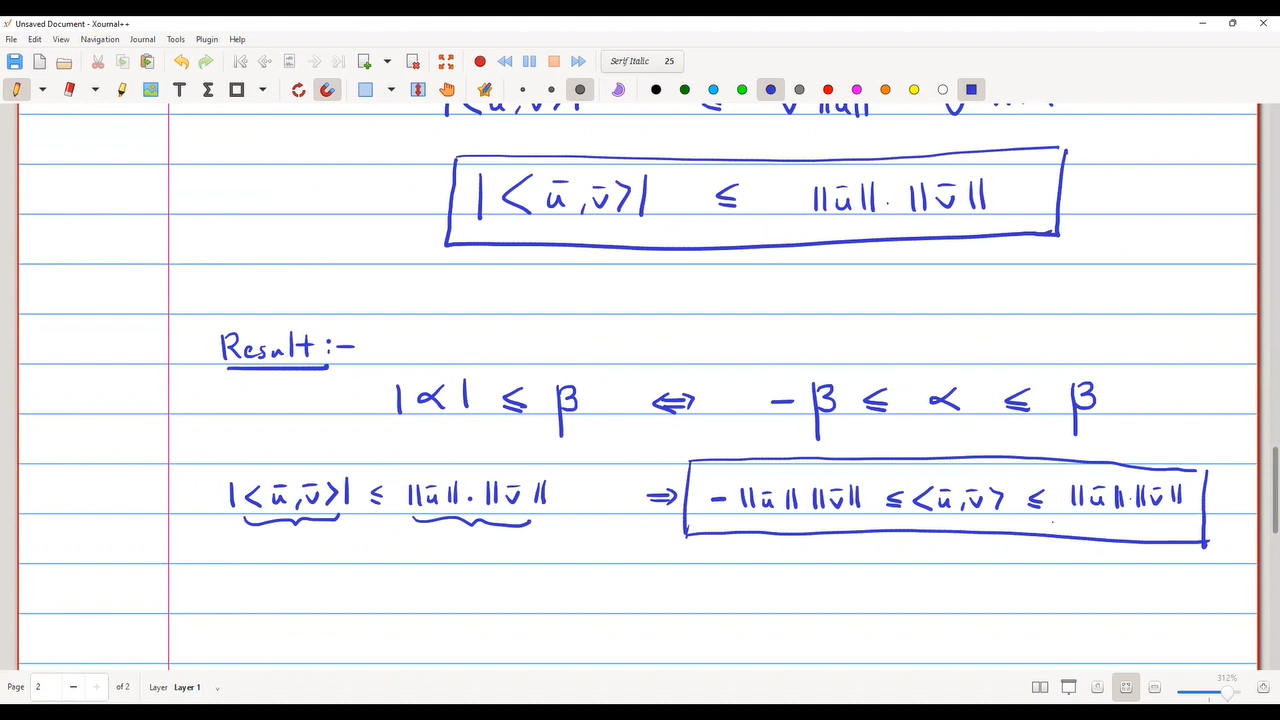 Unsaved Document - Xournal++
File Edit View Navigation Journal Tools Plugin Help
Serif Italic 25
|<ū,v̄>| ≤ ||ū|| . ||v̄||
Result :-
|α| ≤ β ⇔ - β ≤ α ≤ β
|<ū,v̄>| ≤ ||ū|| . ||v̄|| ⇒ - ||ū|| ||v̄|| ≤ <ū,v̄> ≤ ||ū|| . ||v̄||
Page 2 of 2 Layer Layer 1 312%